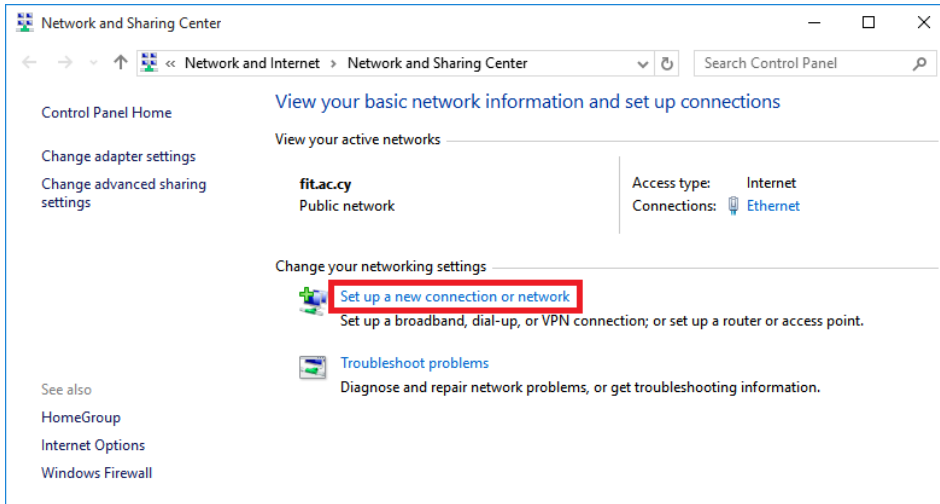 Network and Sharing Center
« Network and Internet › Network and Sharing Center
Search Control Panel
Control Panel Home
Change adapter settings
Change advanced sharing
settings
See also
HomeGroup
Internet Options
Windows Firewall
View your basic network information and set up connections
View your active networks
fit.ac.cy
Public network
Access type: Internet
Connections: Ethernet
Change your networking settings
Set up a new connection or network
Set up a broadband, dial-up, or VPN connection; or set up a router or access point.
Troubleshoot problems
Diagnose and repair network problems, or get troubleshooting information.